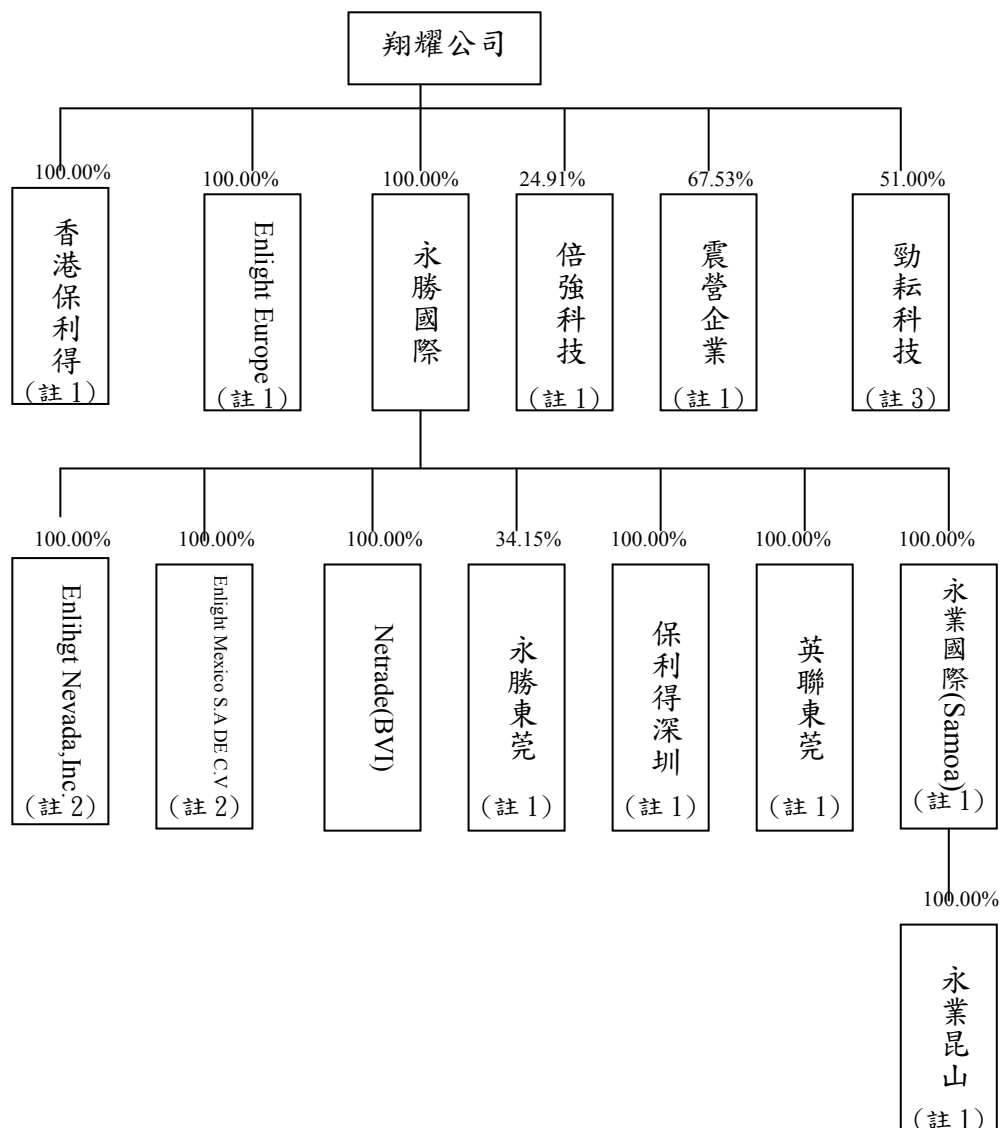 翔耀公司
100.00%
香港保利得
(註 1)
100.00%
Enlight Europe
(註 1)
100.00%
永勝國際
24.91%
倍強科技
(註 1)
67.53%
震營企業
(註 1)
51.00%
勁耘科技
(註 3)
100.00%
Enlihgt Nevada,Inc.
(註 2)
100.00%
Enlight Mexico S.A DE C.V
(註 2)
100.00%
Netrade(BVI)
34.15%
永勝東莞
(註 1)
100.00%
保利得深圳
(註 1)
100.00%
英聯東莞
(註 1)
100.00%
永業國際(Samoa)
(註 1)
100.00%
永業昆山
(註 1)